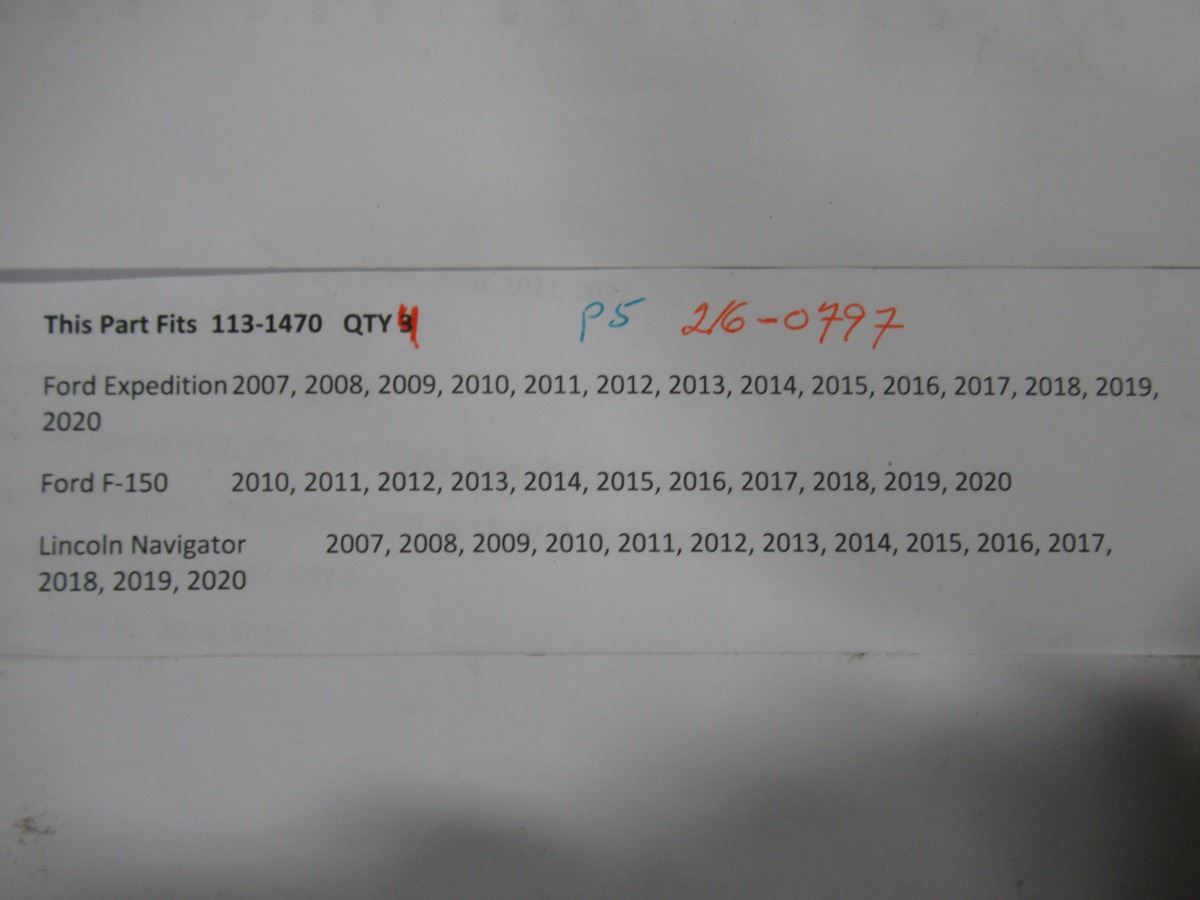 This Part Fits 113-1470 QTY 4 P5 216-0797
Ford Expedition 2007, 2008, 2009, 2010, 2011, 2012, 2013, 2014, 2015, 2016, 2017, 2018, 2019,
2020
Ford F-150 2010, 2011, 2012, 2013, 2014, 2015, 2016, 2017, 2018, 2019, 2020
Lincoln Navigator 2007, 2008, 2009, 2010, 2011, 2012, 2013, 2014, 2015, 2016, 2017,
2018, 2019, 2020